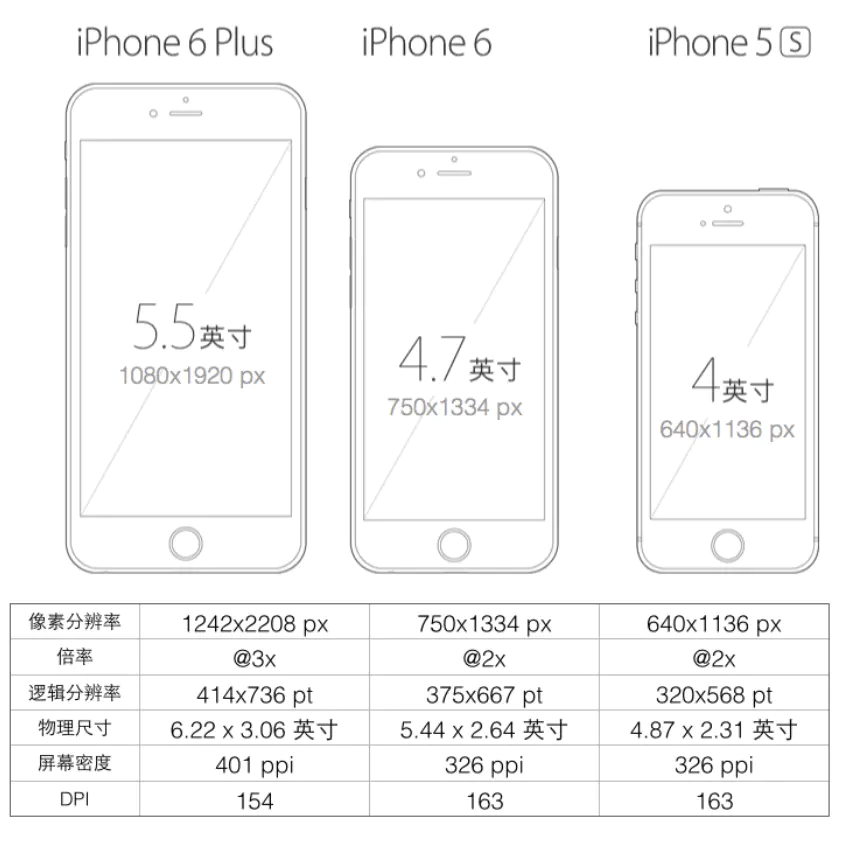 iPhone 6 Plus iPhone 6 iPhone 5 S
5.5英寸
1080x1920 px
4.7英寸
750x1334 px
4英寸
640x1136 px
像素分辨率 1242x2208 px 750x1334 px 640x1136 px
倍率 @3x @2x @2x
逻辑分辨率 414x736 pt 375x667 pt 320x568 pt
物理尺寸 6.22 x 3.06 英寸 5.44 x 2.64 英寸 4.87 x 2.31 英寸
屏幕密度 401 ppi 326 ppi 326 ppi
DPI 154 163 163